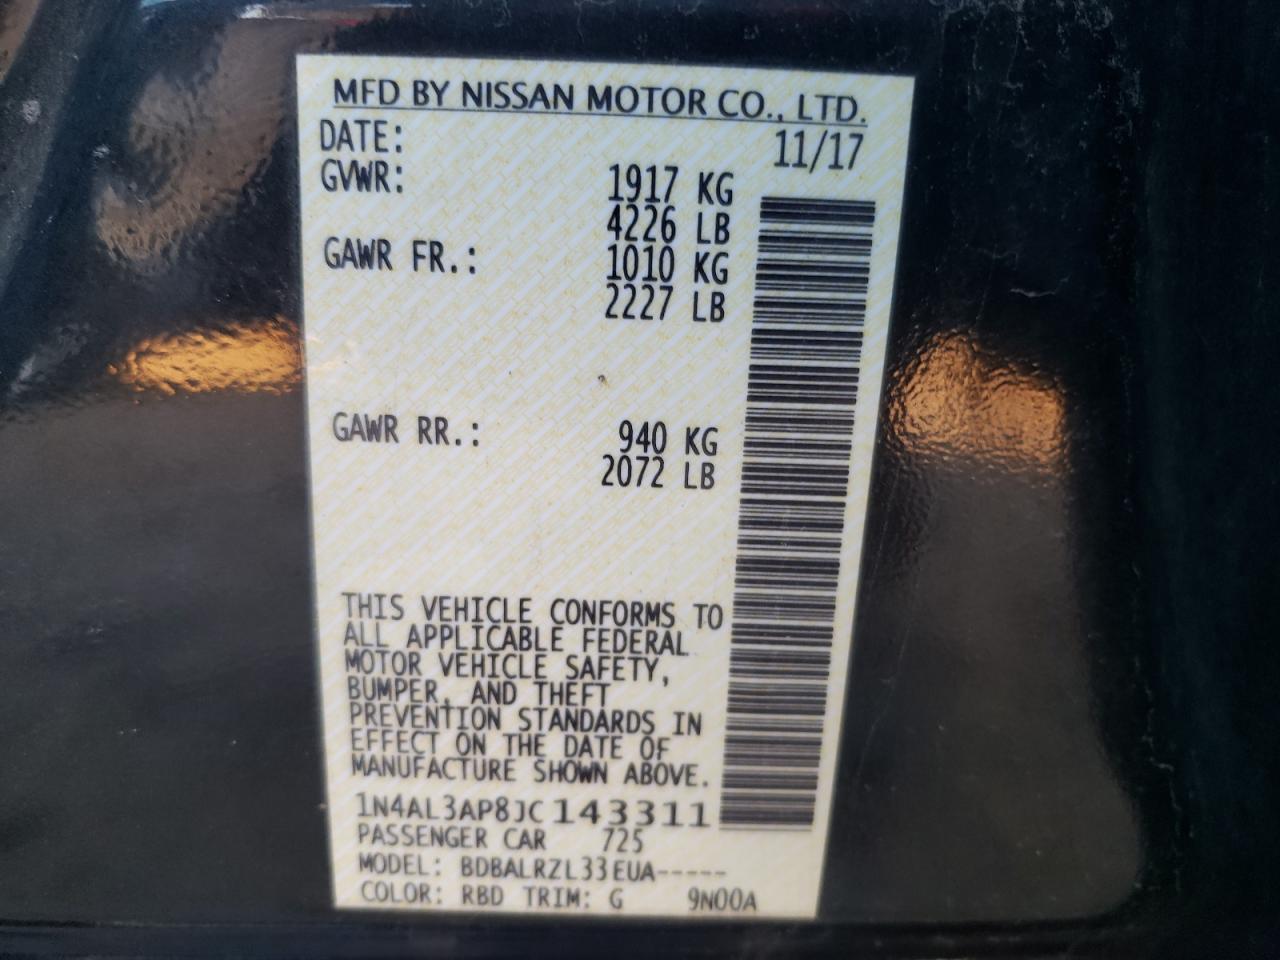 MFD BY NISSAN MOTOR CO., LTD.
DATE: 11/17
GVWR: 1917 KG
4226 LB
GAWR FR.: 1010 KG
2227 LB
GAWR RR.: 940 KG
2072 LB
THIS VEHICLE CONFORMS TO
ALL APPLICABLE FEDERAL
MOTOR VEHICLE SAFETY,
BUMPER, AND THEFT
PREVENTION STANDARDS IN
EFFECT ON THE DATE OF
MANUFACTURE SHOWN ABOVE.
1N4AL3AP8JC143311
PASSENGER CAR 725
MODEL: BDBALRZL33EUA-----
COLOR: RBD TRIM: G 9N00A